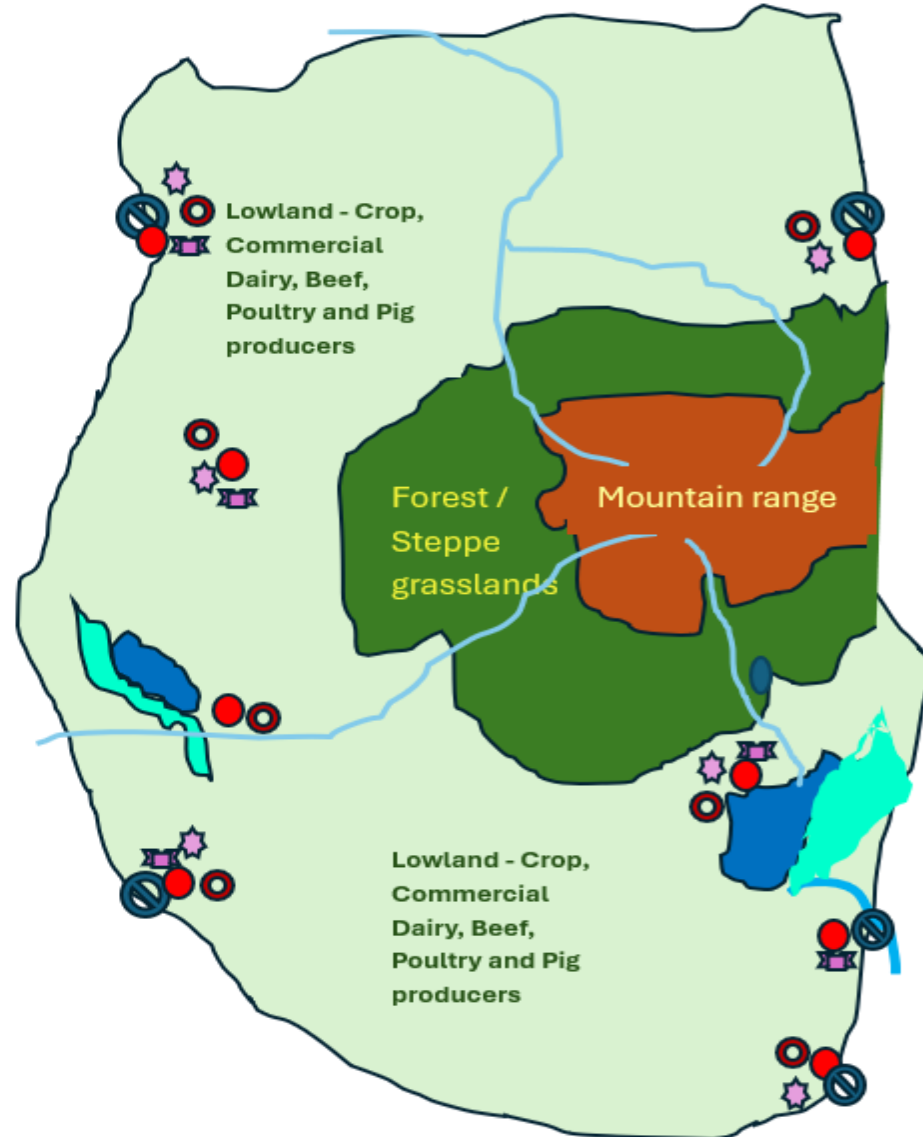 Lowland - Crop,
Commercial
Dairy, Beef,
Poultry and Pig
producers
Forest /
Steppe
grasslands
Mountain range
Lowland - Crop,
Commercial
Dairy, Beef,
Poultry and Pig
producers